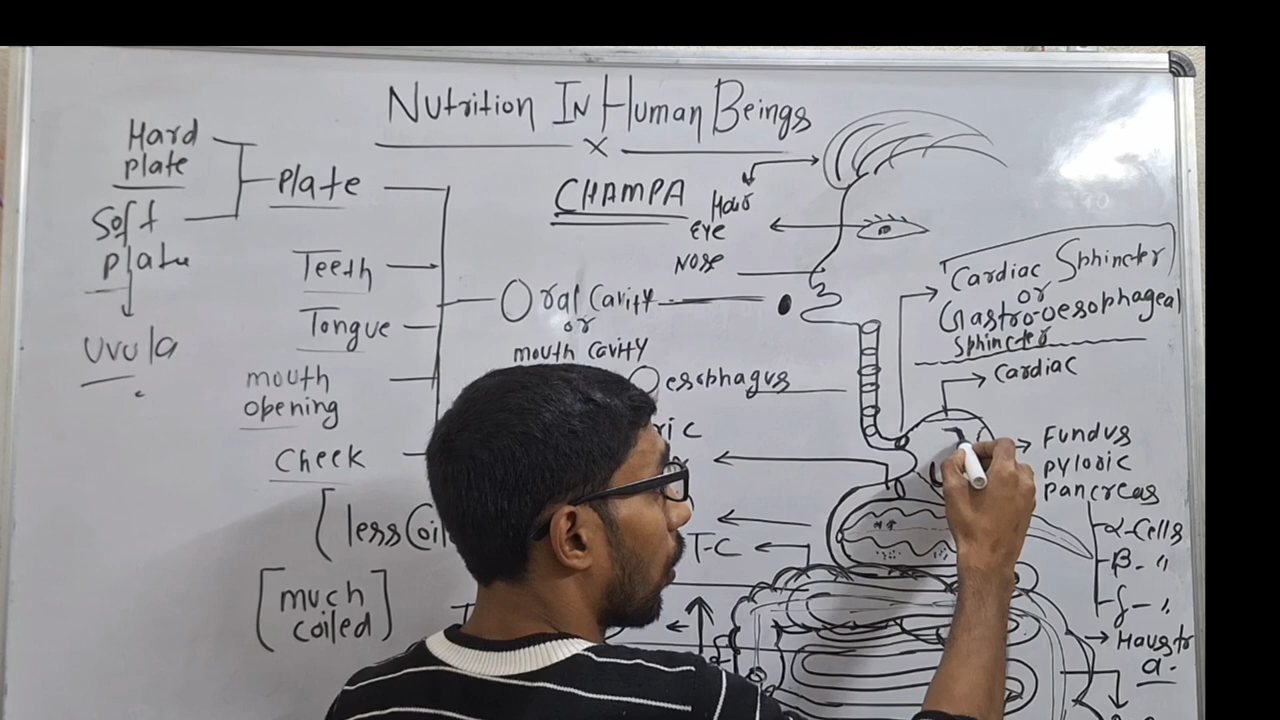 Nutrition In Human Beings
x
CHAMPA
Hard
plate
Soft
plate
Uvula
Plate
Teeth
Tongue
mouth
opening
Cheek
[less Coil
[much
coiled]
Oral Cavity
or
mouth cavity
Oesophagus
ric
T-C
Hair
EYE
Nose
Cardiac Sphincter
or
Gastro-oesophageal
Sphincter
Cardiac
Fundus
pyloric
pancreas
α-Cells
β- "
δ- "
Haustr
a-